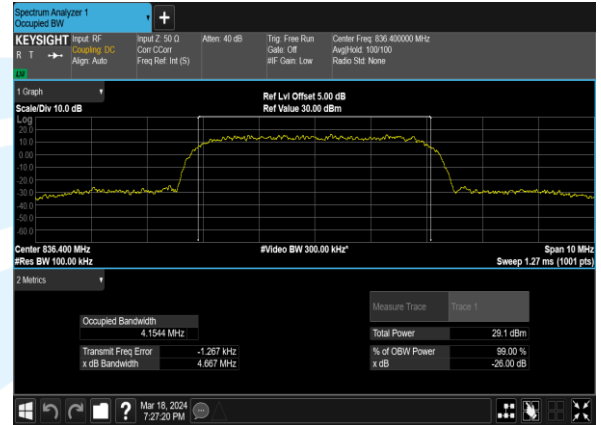 Spectrum Analyzer 1
Occupied BW
+
KEYSIGHT
R T
LW
Input: RF
Coupling: DC
Align: Auto
Input Z: 50 Ω
Corr CCorr
Freq Ref: Int (S)
Atten: 40 dB
Trig: Free Run
Gate: Off
#IF Gain: Low
Center Freq: 836.400000 MHz
Avg|Hold: 100/100
Radio Std: None
1 Graph
Scale/Div 10.0 dB
Ref Lvl Offset 5.00 dB
Ref Value 30.00 dBm
Log
20.0
10.0
0.00
-10.0
-20.0
-30.0
-40.0
-50.0
-60.0
Center 836.400 MHz
#Res BW 100.00 kHz
#Video BW 300.00 kHz*
Span 10 MHz
Sweep 1.27 ms (1001 pts)
2 Metrics
Measure Trace
Trace 1
Occupied Bandwidth
4.1544 MHz
Total Power
29.1 dBm
Transmit Freq Error
-1.267 kHz
% of OBW Power
99.00 %
x dB Bandwidth
4.667 MHz
x dB
-26.00 dB
?
Mar 18, 2024
7:27:20 PM